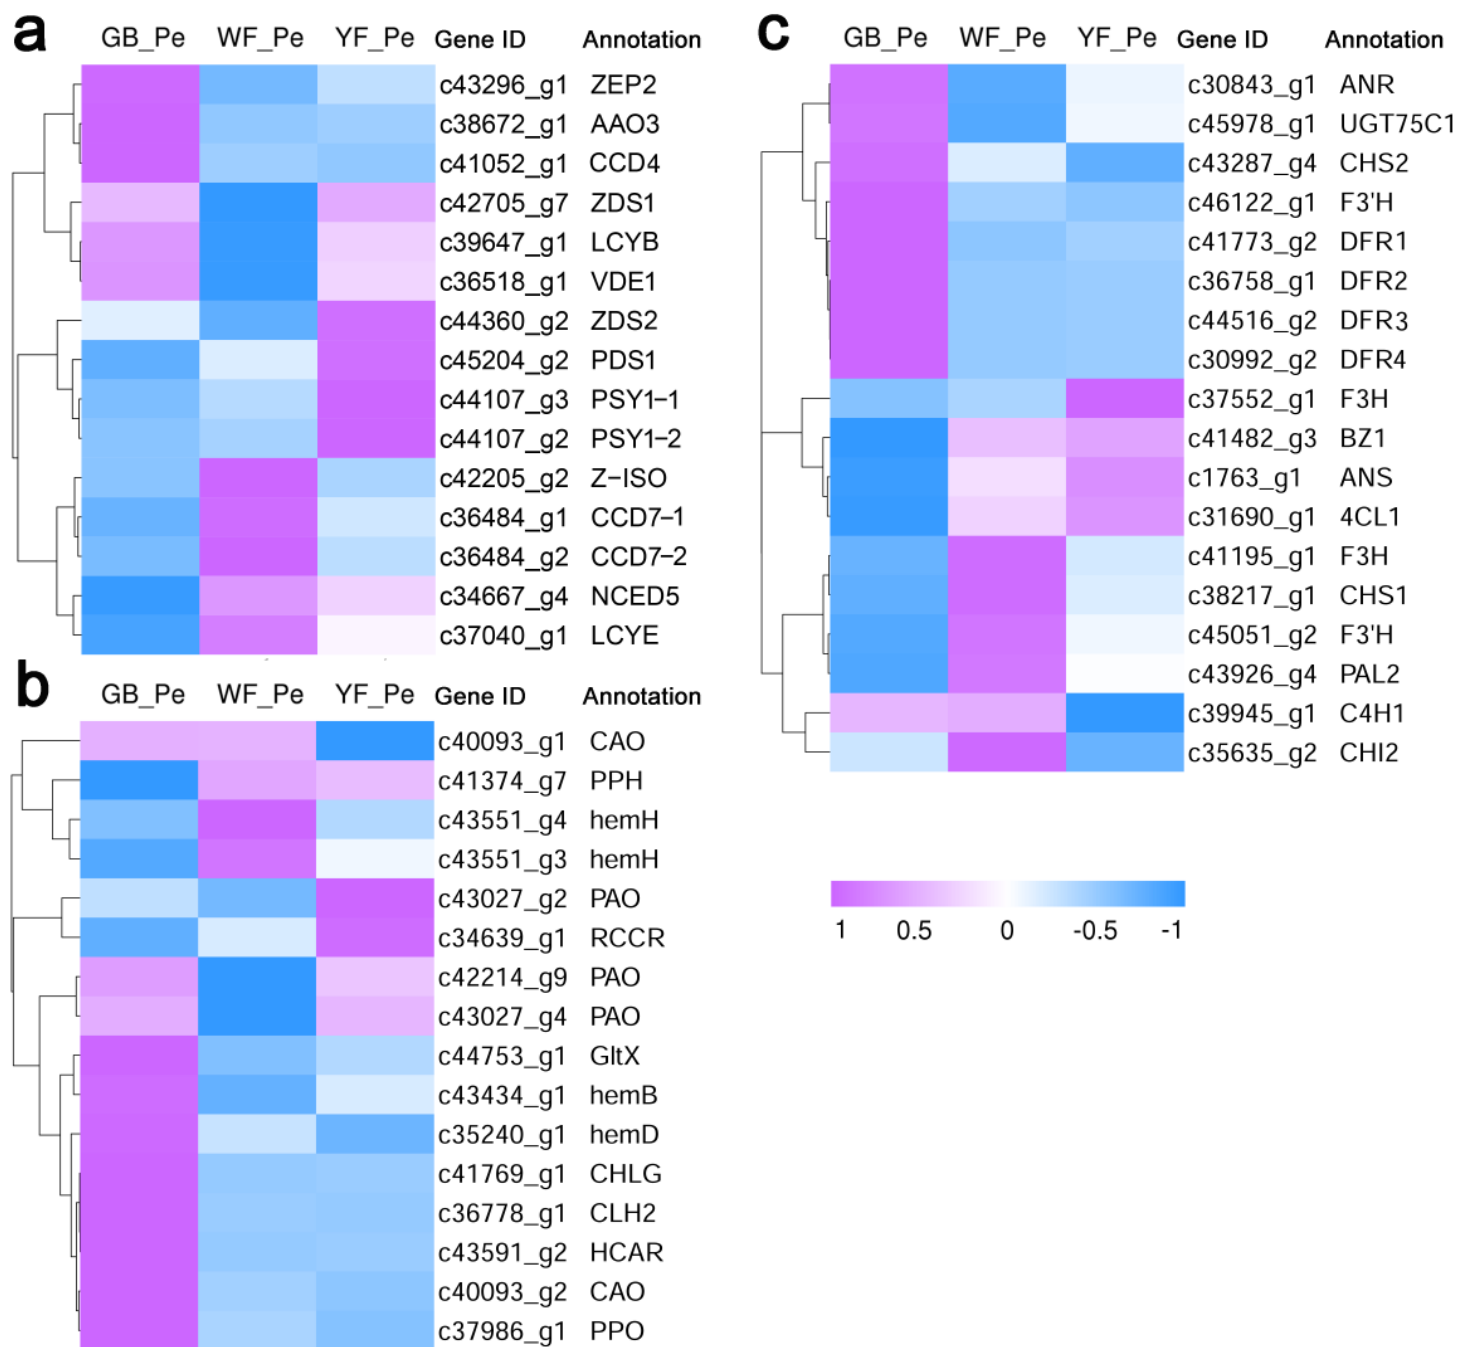 a
GB_Pe WF_Pe YF_Pe Gene ID Annotation
c43296_g1 ZEP2
c38672_g1 AAO3
c41052_g1 CCD4
c42705_g7 ZDS1
c39647_g1 LCYB
c36518_g1 VDE1
c44360_g2 ZDS2
c45204_g2 PDS1
c44107_g3 PSY1-1
c44107_g2 PSY1-2
c42205_g2 Z-ISO
c36484_g1 CCD7-1
c36484_g2 CCD7-2
c34667_g4 NCED5
c37040_g1 LCYE
b
GB_Pe WF_Pe YF_Pe Gene ID Annotation
c40093_g1 CAO
c41374_g7 PPH
c43551_g4 hemH
c43551_g3 hemH
c43027_g2 PAO
c34639_g1 RCCR
c42214_g9 PAO
c43027_g4 PAO
c44753_g1 GltX
c43434_g1 hemB
c35240_g1 hemD
c41769_g1 CHLG
c36778_g1 CLH2
c43591_g2 HCAR
c40093_g2 CAO
c37986_g1 PPO
c
GB_Pe WF_Pe YF_Pe Gene ID Annotation
c30843_g1 ANR
c45978_g1 UGT75C1
c43287_g4 CHS2
c46122_g1 F3'H
c41773_g2 DFR1
c36758_g1 DFR2
c44516_g2 DFR3
c30992_g2 DFR4
c37552_g1 F3H
c41482_g3 BZ1
c1763_g1 ANS
c31690_g1 4CL1
c41195_g1 F3H
c38217_g1 CHS1
c45051_g2 F3'H
c43926_g4 PAL2
c39945_g1 C4H1
c35635_g2 CHI2
1 0.5 0 -0.5 -1